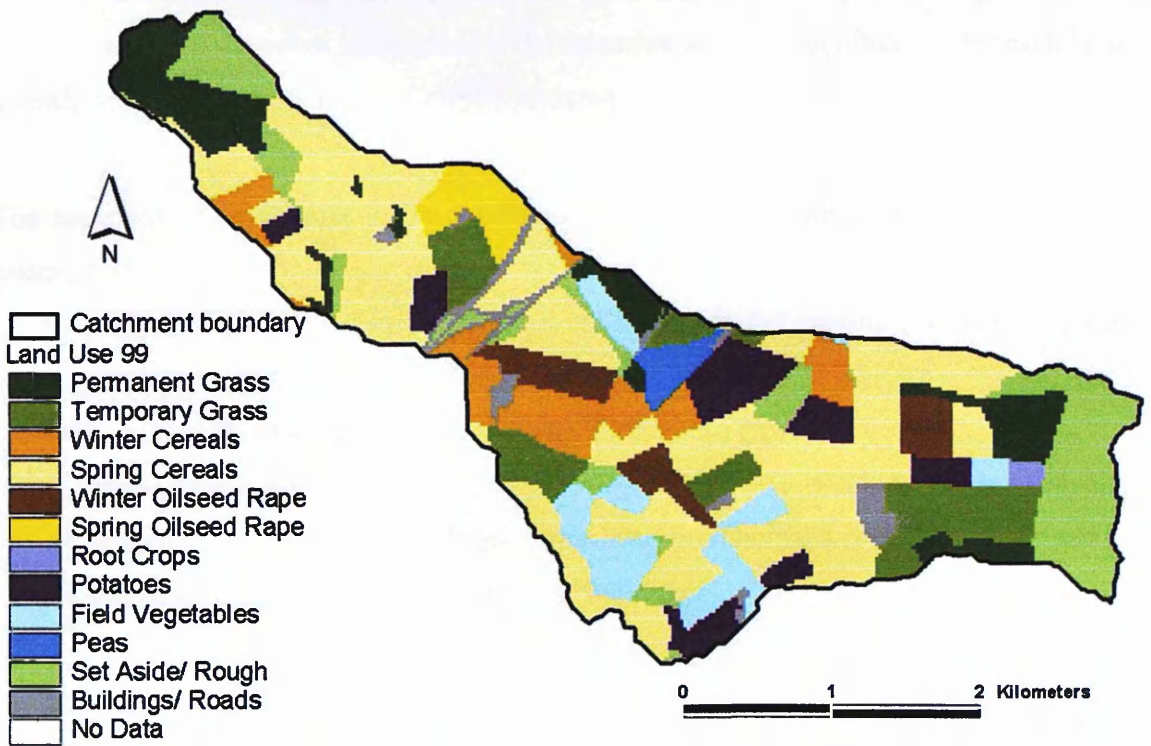 N
Catchment boundary
Land Use 99
Permanent Grass
Temporary Grass
Winter Cereals
Spring Cereals
Winter Oilseed Rape
Spring Oilseed Rape
Root Crops
Potatoes
Field Vegetables
Peas
Set Aside/ Rough
Buildings/ Roads
No Data
0 1 2 Kilometers